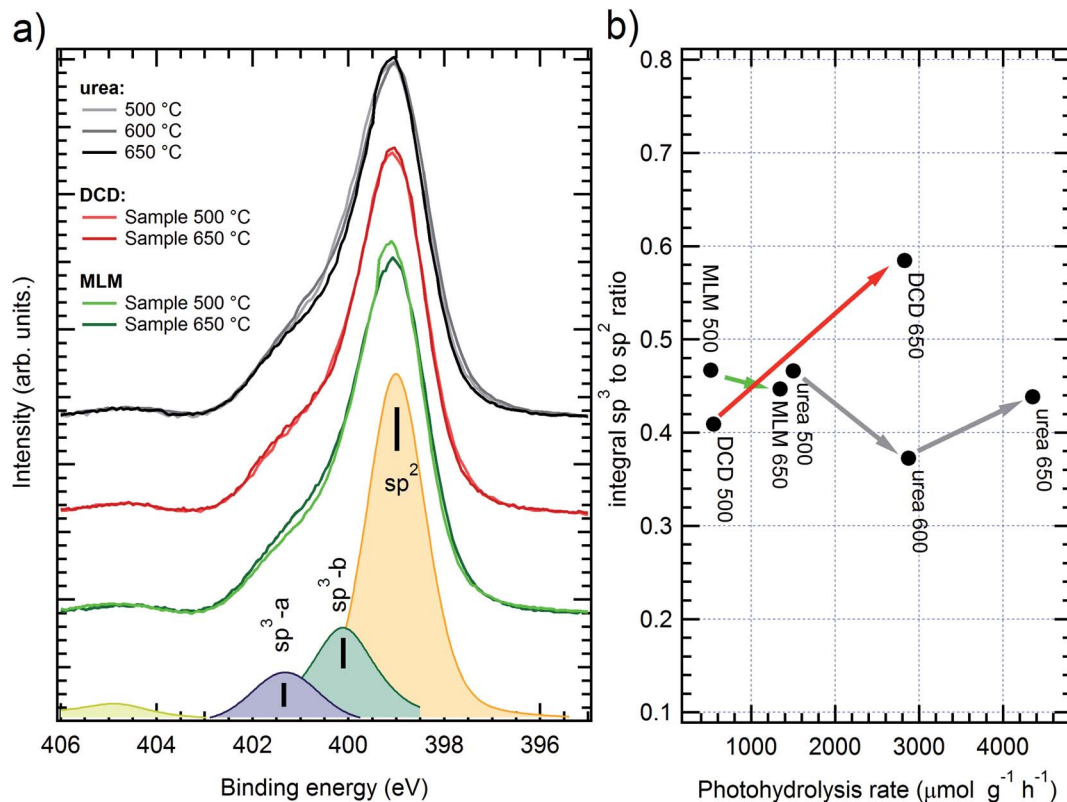 a)
urea:
500 °C
600 °C
650 °C
DCD:
Sample 500 °C
Sample 650 °C
MLM
Sample 500 °C
Sample 650 °C
sp²
sp³-b
sp³-a
Intensity (arb. units.)
406 404 402 400 398 396
Binding energy (eV)
b)
0.8
0.7
0.6
0.5
0.4
0.3
0.2
0.1
integral sp³ to sp² ratio
MLM 500
DCD 500
MLM 650
urea 500
DCD 650
urea 600
urea 650
1000 2000 3000 4000
Photohydrolysis rate (µmol g⁻¹ h⁻¹)